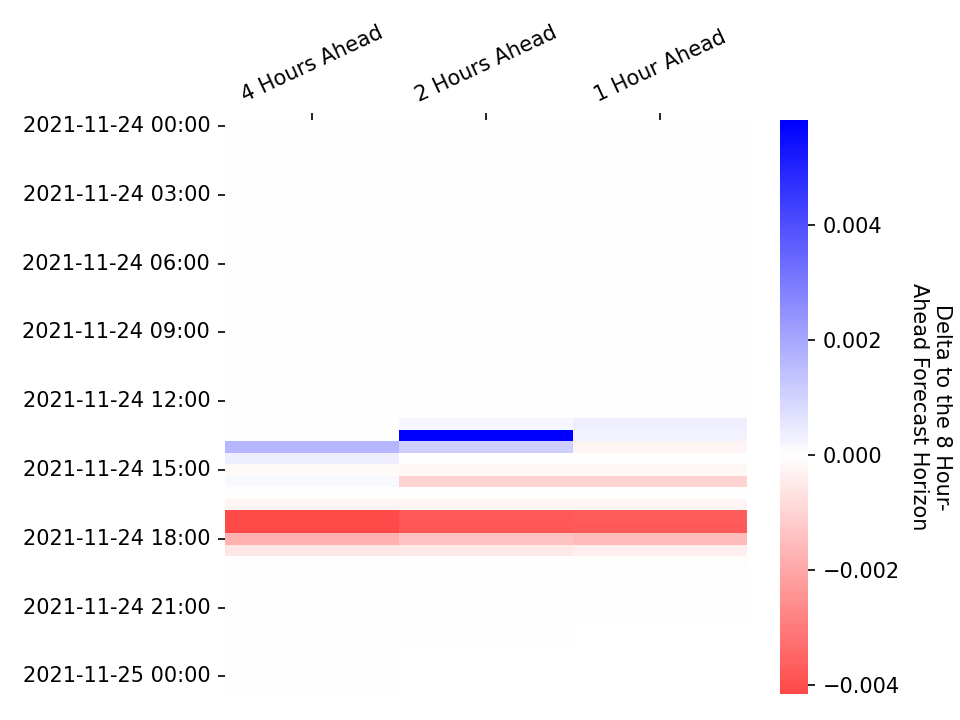 4 Hours Ahead
2 Hours Ahead
1 Hour Ahead
2021-11-24 00:00
2021-11-24 03:00
2021-11-24 06:00
2021-11-24 09:00
2021-11-24 12:00
2021-11-24 15:00
2021-11-24 18:00
2021-11-24 21:00
2021-11-25 00:00
0.004
0.002
0.000
−0.002
−0.004
Delta to the 8 Hour-
Ahead Forecast Horizon